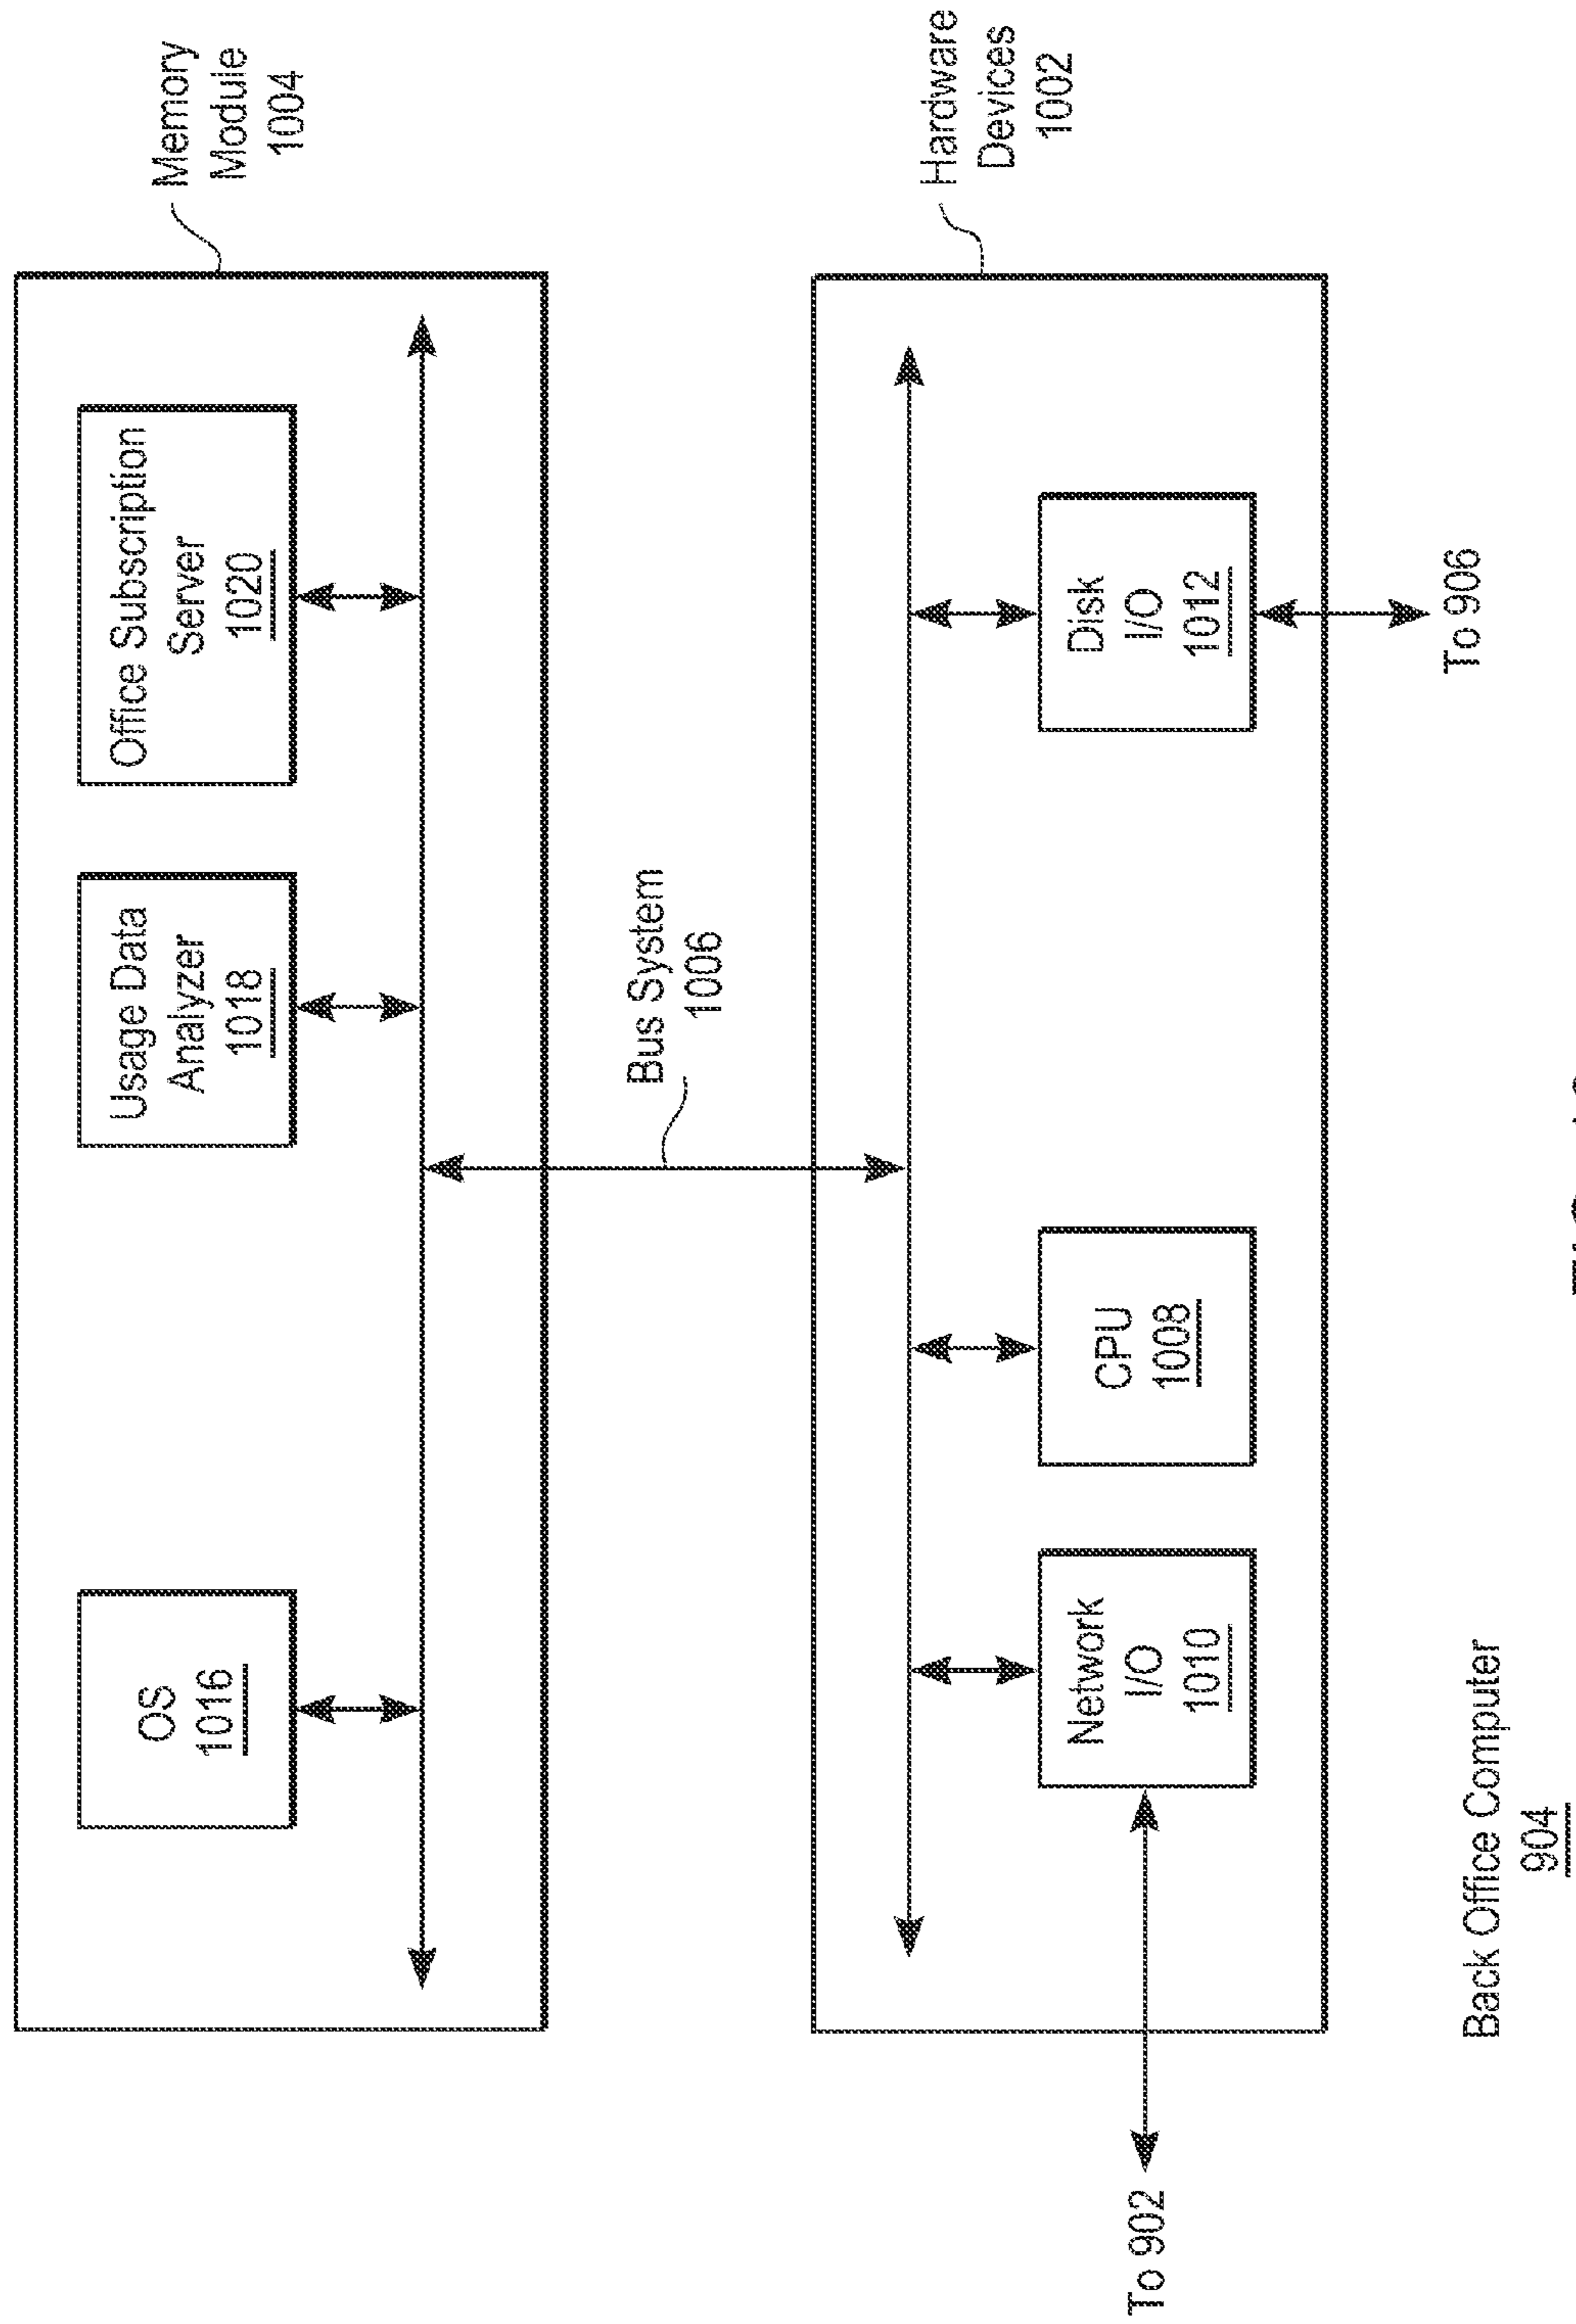 Memory
Module
1004
OS
1016
Usage Data
Analyzer
1018
Office Subscription
Server
1020
Bus System
1006
Hardware
Devices
1002
Network
I/O
1010
CPU
1008
Disk
I/O
1012
To 902
To 906
Back Office Computer
904